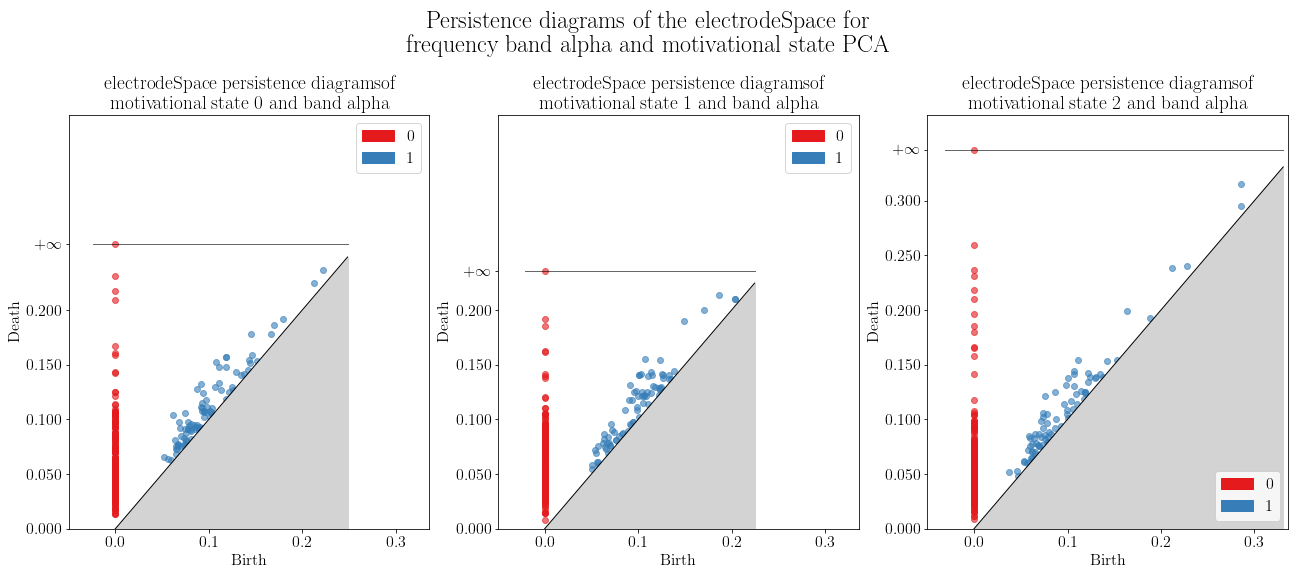 Persistence diagrams of the electrodeSpace for
frequency band alpha and motivational state PCA
electrodeSpace persistence diagramsof
motivational state 0 and band alpha
0
1
+∞
0.200
0.150
0.100
0.050
0.000
Death
0.0 0.1 0.2 0.3
Birth
electrodeSpace persistence diagramsof
motivational state 1 and band alpha
0
1
+∞
0.200
0.150
0.100
0.050
0.000
Death
0.0 0.1 0.2 0.3
Birth
electrodeSpace persistence diagramsof
motivational state 2 and band alpha
+∞
0.300
0.250
0.200
0.150
0.100
0.050
0.000
Death
0
1
0.0 0.1 0.2 0.3
Birth